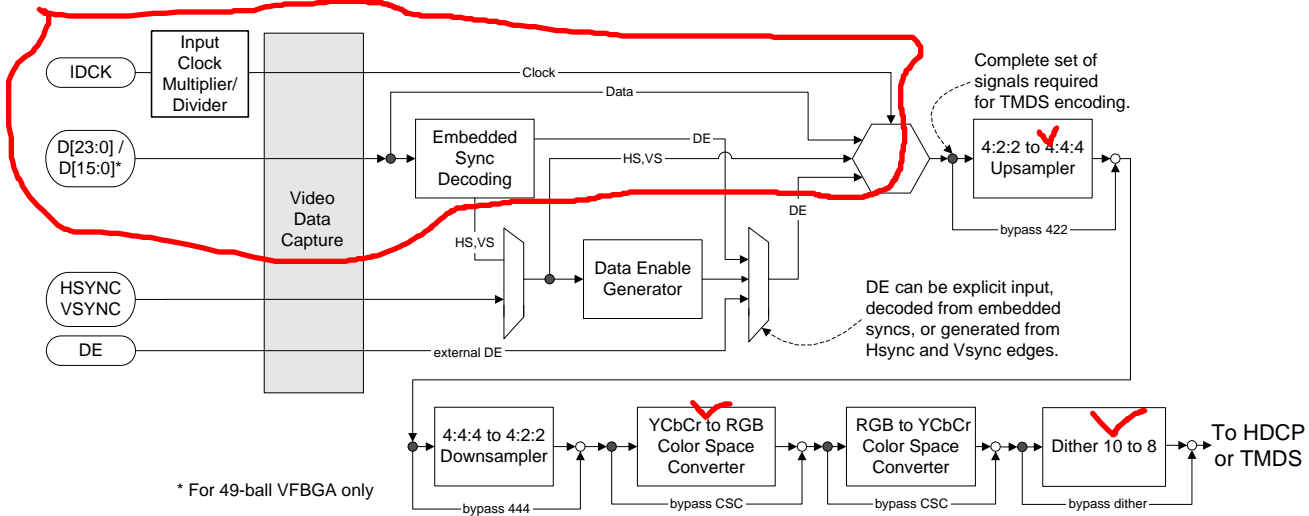 IDCK
Input
Clock
Multiplier/
Divider
Clock
Data
D[23:0] /
D[15:0]*
Embedded
Sync
Decoding
DE
HS,VS
Complete set of
signals required
for TMDS encoding.
4:2:2 to 4:4:4
Upsampler
bypass 422
Video
Data
Capture
HS,VS
DE
HSYNC
VSYNC
Data Enable
Generator
DE can be explicit input,
decoded from embedded
syncs, or generated from
Hsync and Vsync edges.
DE
external DE
4:4:4 to 4:2:2
Downsampler
bypass 444
YCbCr to RGB
Color Space
Converter
bypass CSC
RGB to YCbCr
Color Space
Converter
bypass CSC
Dither 10 to 8
bypass dither
To HDCP
or TMDS
* For 49-ball VFBGA only